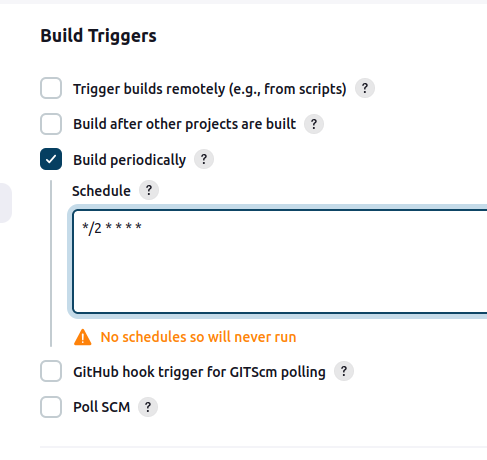 Build Triggers
Trigger builds remotely (e.g., from scripts) ?
Build after other projects are built ?
Build periodically ?
Schedule ?
*/2 * * * *
No schedules so will never run
GitHub hook trigger for GITScm polling ?
Poll SCM ?